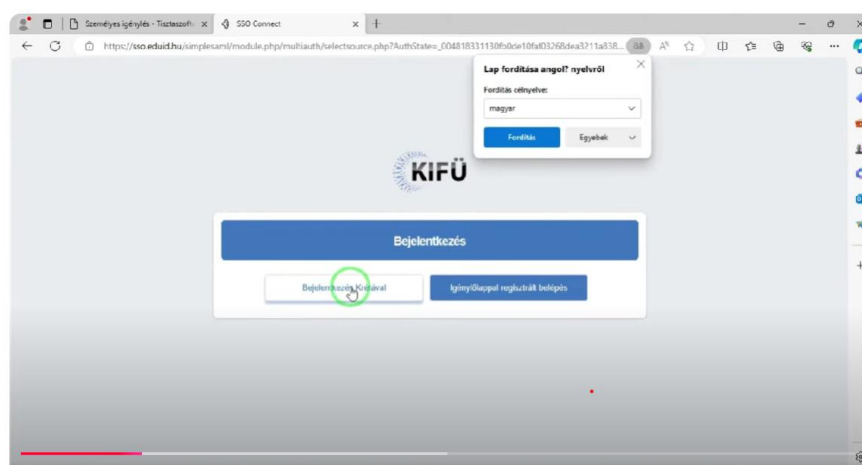 Személyes igénylés - Tisztaszoft
SSO Connect
https://sso.eduid.hu/simplesaml/module.php/multiauth/selectsource.php?AuthState=_004818331130fb0de10faf03268dea3211a838...
Lap fordítása angol? nyelvről
Fordítás célnyelve:
magyar
Fordítás
Egyebek
KIFÜ
Bejelentkezés
Bejelentkezés Krétával
Igénylőlappal regisztrált belépés